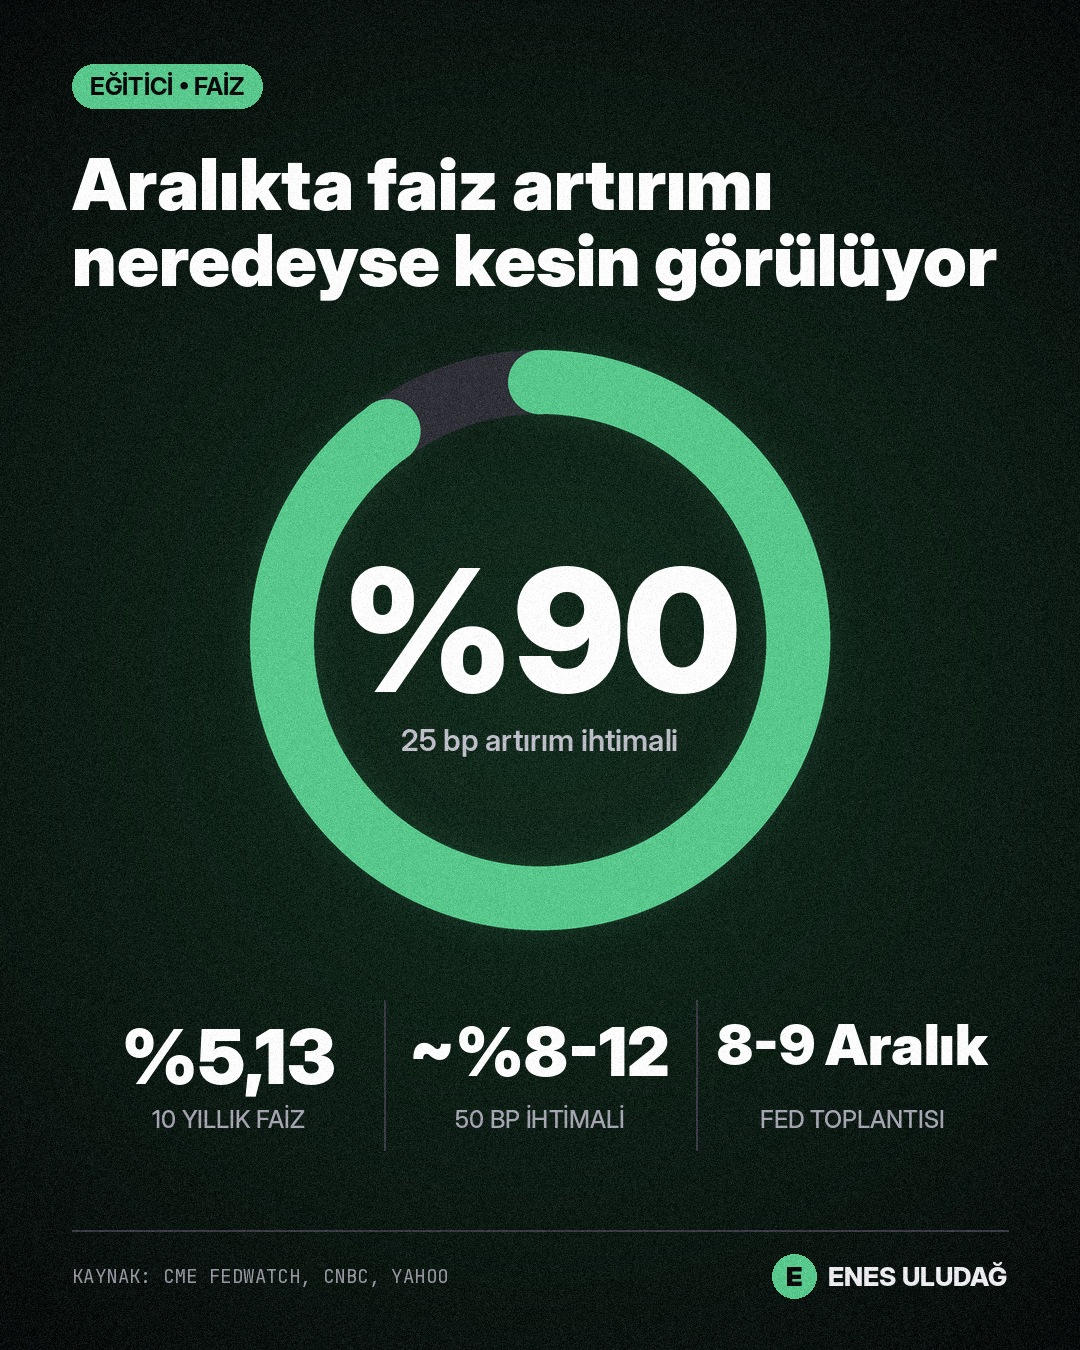 EĞİTİCİ • FAİZ
Aralıkta faiz artırımı
neredeyse kesin görülüyor
%90
25 bp artırım ihtimali
%5,13
10 YILLIK FAİZ
~%8-12
50 BP İHTİMALİ
8-9 Aralık
FED TOPLANTISI
KAYNAK: CME FEDWATCH, CNBC, YAHOO
E ENES ULUDAĞ